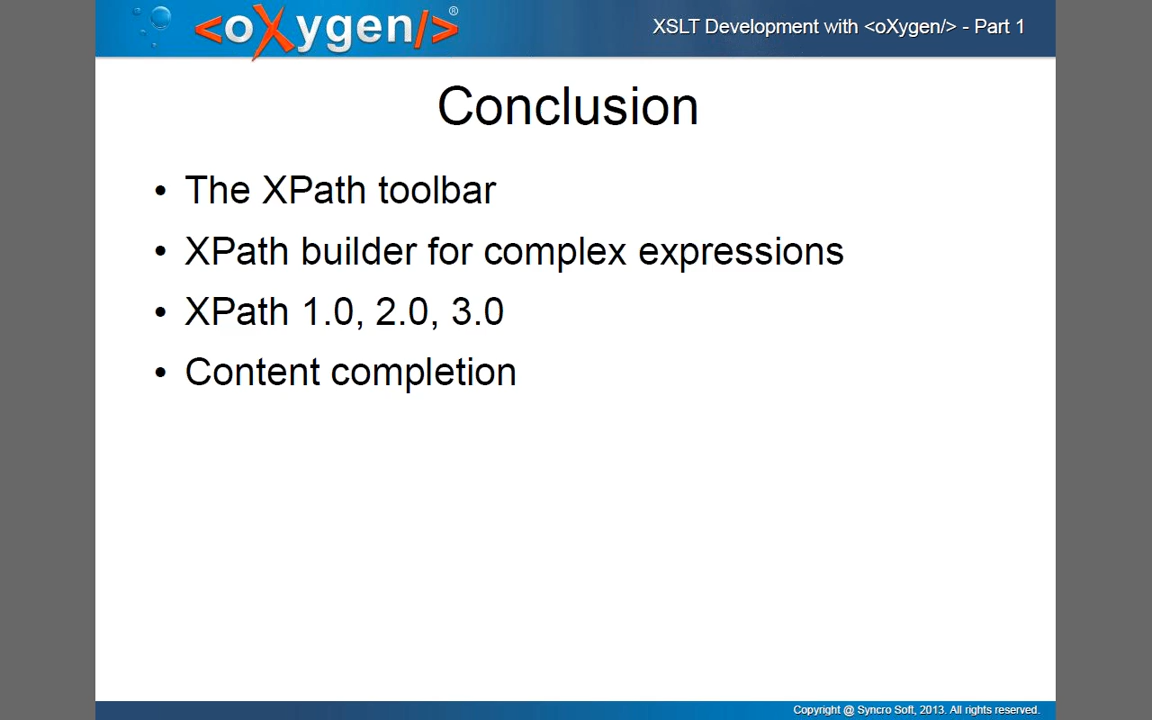 <oXygen/>®
XSLT Development with <oXygen/> - Part 1
Conclusion
• The XPath toolbar
• XPath builder for complex expressions
• XPath 1.0, 2.0, 3.0
• Content completion
Copyright @ Syncro Soft, 2013. All rights reserved.